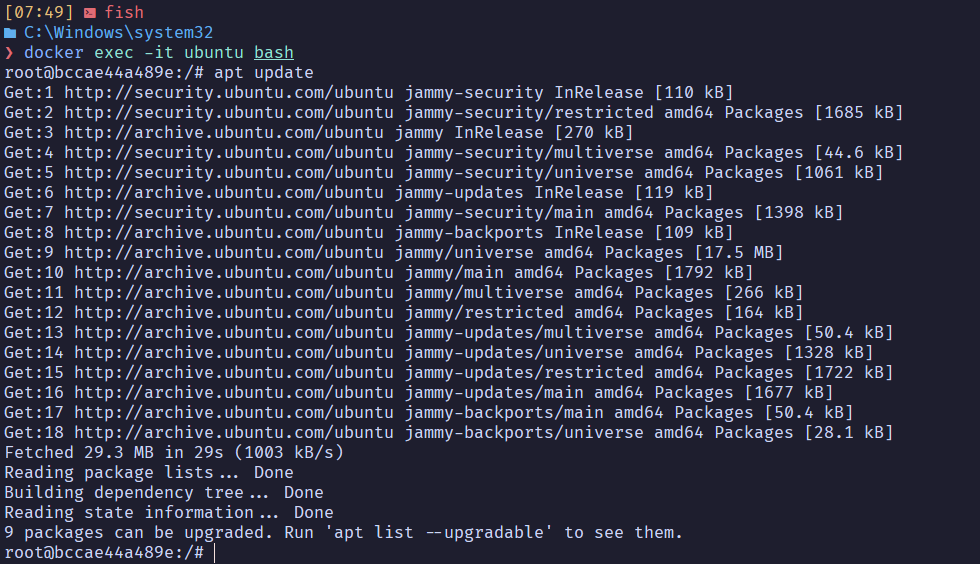 [07:49] fish
C:\Windows\system32
❯ docker exec -it ubuntu bash
root@bccae44a489e:/# apt update
Get:1 http://security.ubuntu.com/ubuntu jammy-security InRelease [110 kB]
Get:2 http://security.ubuntu.com/ubuntu jammy-security/restricted amd64 Packages [1685 kB]
Get:3 http://archive.ubuntu.com/ubuntu jammy InRelease [270 kB]
Get:4 http://security.ubuntu.com/ubuntu jammy-security/multiverse amd64 Packages [44.6 kB]
Get:5 http://security.ubuntu.com/ubuntu jammy-security/universe amd64 Packages [1061 kB]
Get:6 http://archive.ubuntu.com/ubuntu jammy-updates InRelease [119 kB]
Get:7 http://security.ubuntu.com/ubuntu jammy-security/main amd64 Packages [1398 kB]
Get:8 http://archive.ubuntu.com/ubuntu jammy-backports InRelease [109 kB]
Get:9 http://archive.ubuntu.com/ubuntu jammy/universe amd64 Packages [17.5 MB]
Get:10 http://archive.ubuntu.com/ubuntu jammy/main amd64 Packages [1792 kB]
Get:11 http://archive.ubuntu.com/ubuntu jammy/multiverse amd64 Packages [266 kB]
Get:12 http://archive.ubuntu.com/ubuntu jammy/restricted amd64 Packages [164 kB]
Get:13 http://archive.ubuntu.com/ubuntu jammy-updates/multiverse amd64 Packages [50.4 kB]
Get:14 http://archive.ubuntu.com/ubuntu jammy-updates/universe amd64 Packages [1328 kB]
Get:15 http://archive.ubuntu.com/ubuntu jammy-updates/restricted amd64 Packages [1722 kB]
Get:16 http://archive.ubuntu.com/ubuntu jammy-updates/main amd64 Packages [1677 kB]
Get:17 http://archive.ubuntu.com/ubuntu jammy-backports/main amd64 Packages [50.4 kB]
Get:18 http://archive.ubuntu.com/ubuntu jammy-backports/universe amd64 Packages [28.1 kB]
Fetched 29.3 MB in 29s (1003 kB/s)
Reading package lists... Done
Building dependency tree... Done
Reading state information... Done
9 packages can be upgraded. Run 'apt list --upgradable' to see them.
root@bccae44a489e:/#